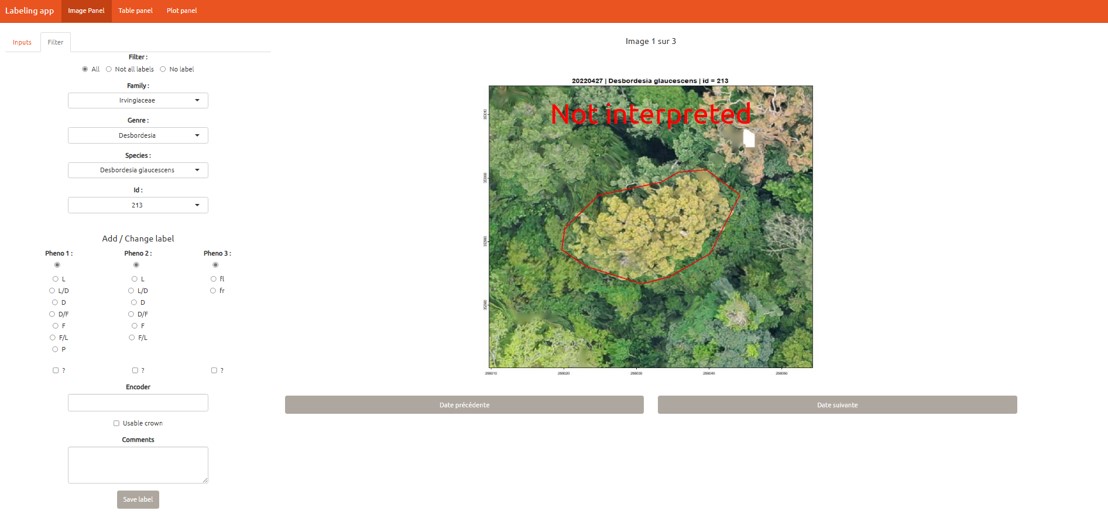 Labeling app Image Panel Table panel Plot panel
Inputs Filter
Filter :
All Not all labels No label
Family :
Irvingiaceae
Genre :
Desbordesia
Species :
Desbordesia glaucescens
Id :
213
Add / Change label
Pheno 1 : Pheno 2 : Pheno 3 :
L L fl
L/D L/D fr
D D
D/F D/F
F F
F/L F/L
P
? ? ?
Encoder
Usable crown
Comments
Save label
Image 1 sur 3
20220427 | Desbordesia glaucescens | id = 213
Not interpreted
Date précédente Date suivante